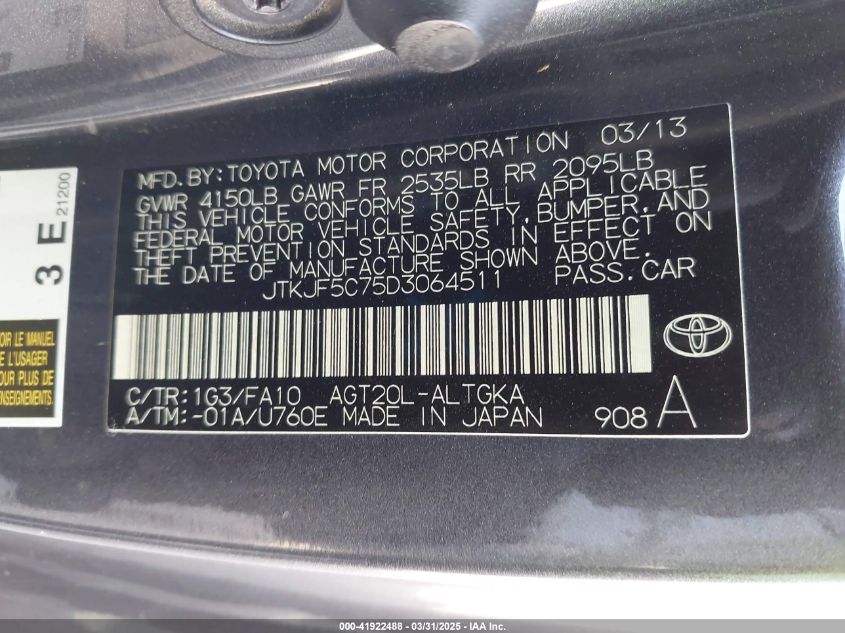 MFD. BY: TOYOTA MOTOR CORPORATION 03/13
GVWR 4150LB GAWR FR 2535LB RR 2095LB
THIS VEHICLE CONFORMS TO ALL APPLICABLE
FEDERAL MOTOR VEHICLE SAFETY, BUMPER, AND
THEFT PREVENTION STANDARDS IN EFFECT ON
THE DATE OF MANUFACTURE SHOWN ABOVE.
JTKJF5C75D3064511 PASS. CAR
C/TR: 1G3/FA10 AGT20L-ALTGKA
A/TM: -01A/U760E MADE IN JAPAN 908 A
3 E
21200
OIR LE MANUEL
E L'USAGER
OUR PLUS DE
ENSEIGNEMENTS.
000-41922488 - 03/31/2025 - IAA Inc.